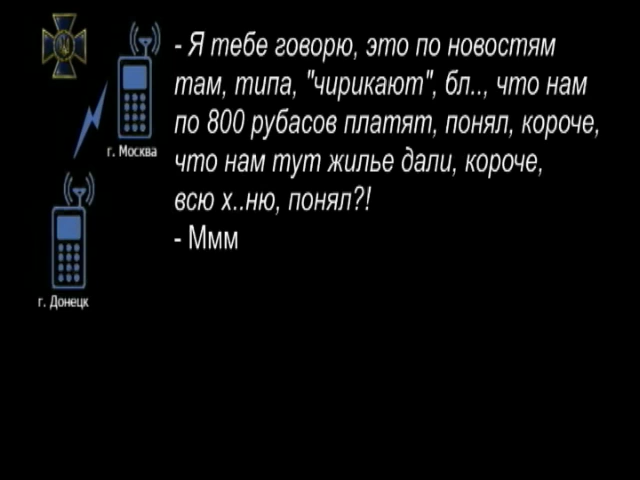 - Я тебе говорю, это по новостям
там, типа, "чирикают", бл.., что нам
по 800 рубасов платят, понял, короче,
что нам тут жилье дали, короче,
всю х..ню, понял?!
- Ммм
г. Москва
г. Донецк